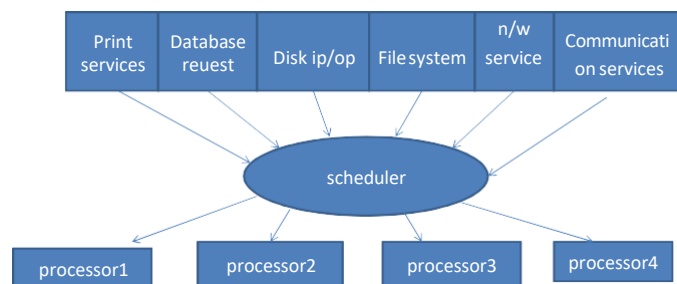 Print
services
Database
reuest
Disk ip/op
File system
n/w
service
Communicati
on services
scheduler
processor1
processor2
processor3
processor4